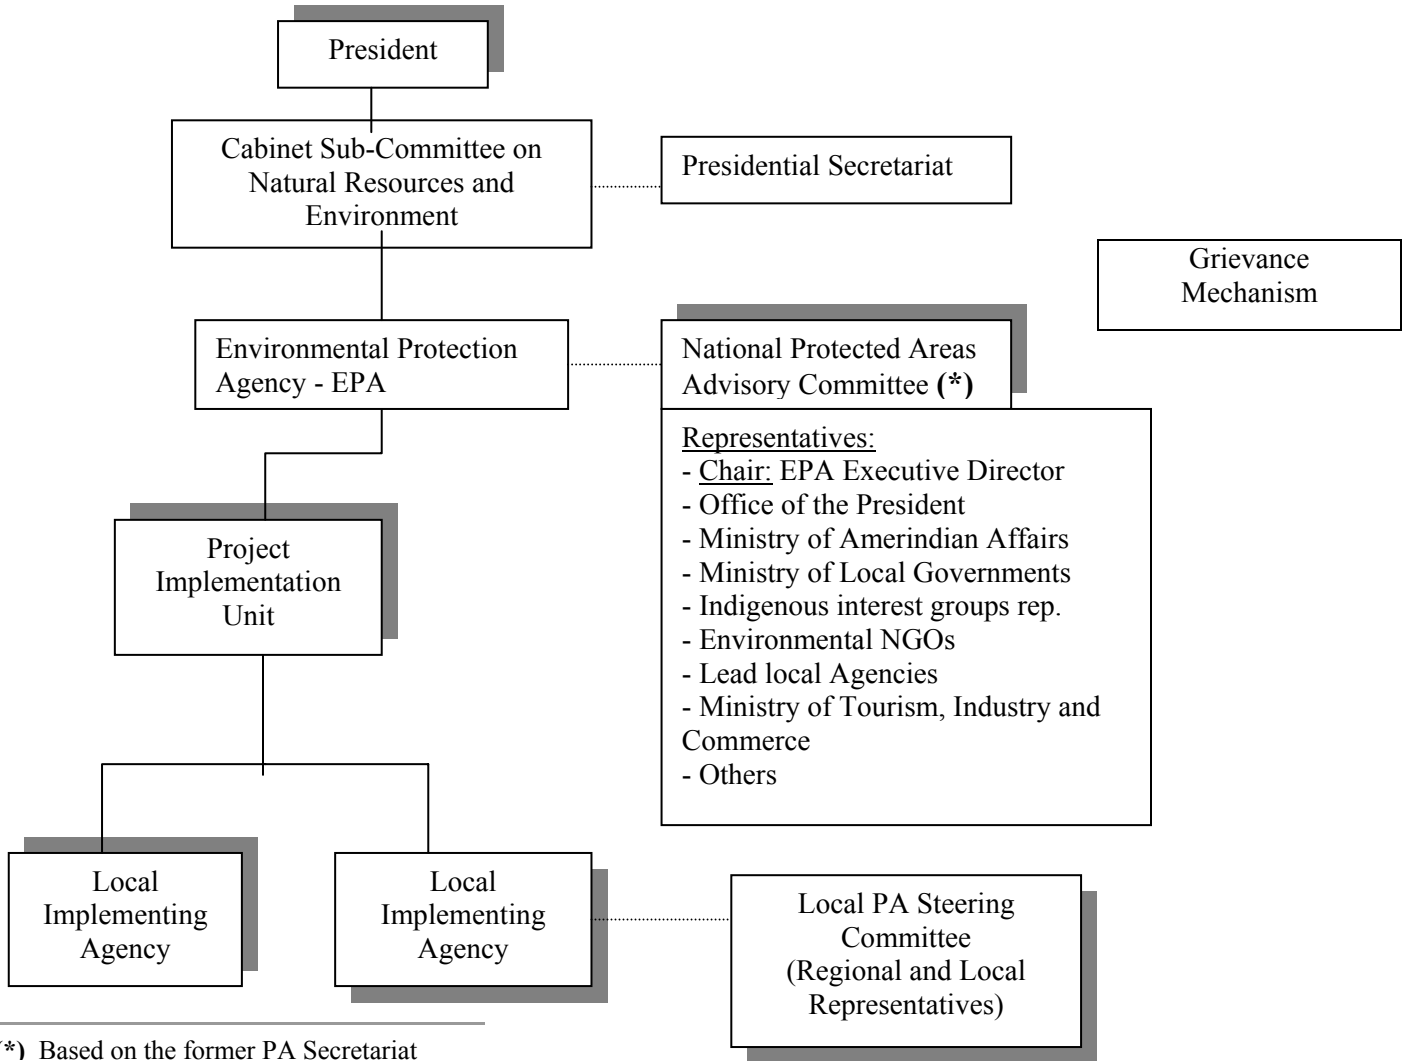 President
Cabinet Sub-Committee on
Natural Resources and
Environment
Presidential Secretariat
Grievance
Mechanism
Environmental Protection
Agency - EPA
National Protected Areas
Advisory Committee (*)
Representatives:
- Chair: EPA Executive Director
- Office of the President
- Ministry of Amerindian Affairs
- Ministry of Local Governments
- Indigenous interest groups rep.
- Environmental NGOs
- Lead local Agencies
- Ministry of Tourism, Industry and
Commerce
- Others
Project
Implementation
Unit
Local
Implementing
Agency
Local
Implementing
Agency
Local PA Steering
Committee
(Regional and Local
Representatives)
(*) Based on the former PA Secretariat